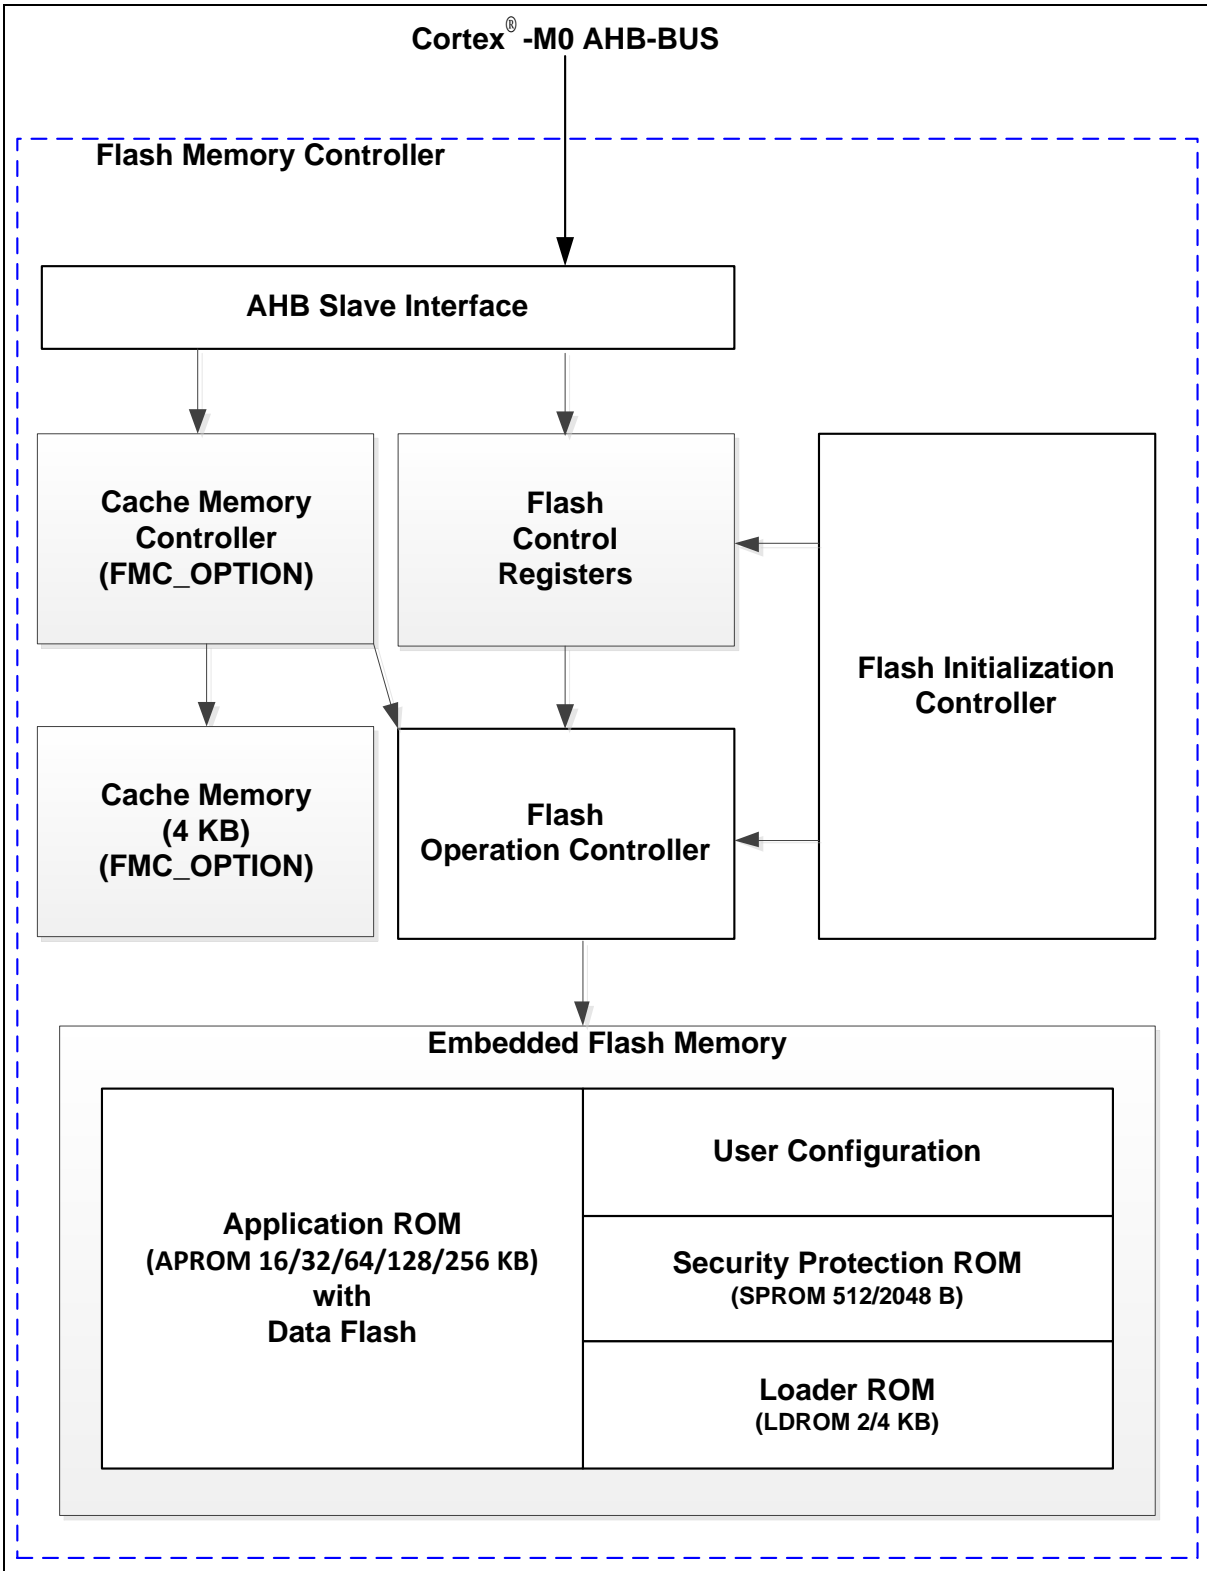 Cortex® -M0 AHB-BUS
Flash Memory Controller
AHB Slave Interface
Cache Memory
Controller
(FMC_OPTION)
Flash
Control
Registers
Flash Initialization
Controller
Cache Memory
(4 KB)
(FMC_OPTION)
Flash
Operation Controller
Embedded Flash Memory
Application ROM
(APROM 16/32/64/128/256 KB)
with
Data Flash
User Configuration
Security Protection ROM
(SPROM 512/2048 B)
Loader ROM
(LDROM 2/4 KB)